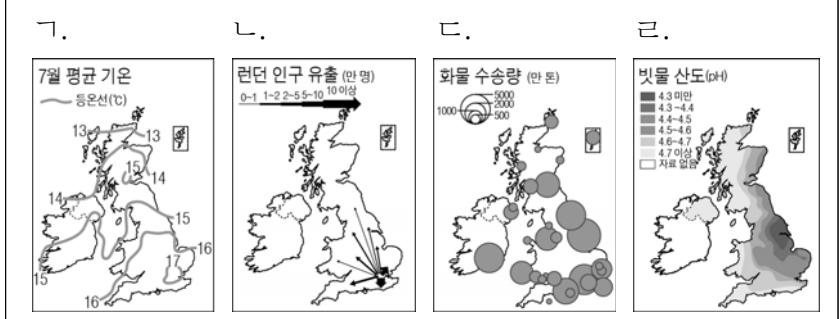 ㄱ.
7월 평균 기온
등온선(℃)
13
13
15
14
14
15
16
17
15
16
ㄴ.
런던 인구 유출 (만 명)
0~1 1~2 2~5 5~10 10 이상
ㄷ.
화물 수송량 (만 톤)
5000
2000
1000
500
ㄹ.
빗물 산도(pH)
4.3 미만
4.3~4.4
4.4~4.5
4.5~4.6
4.6~4.7
4.7 이상
자료 없음